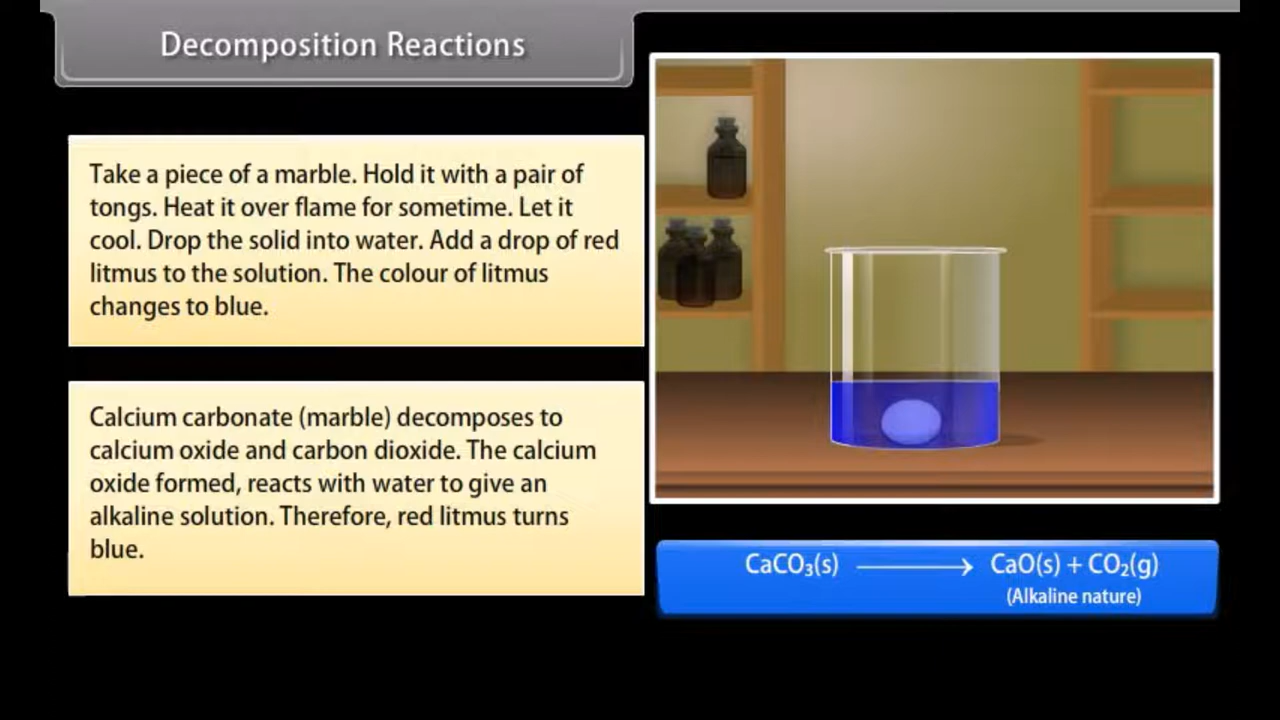 Decomposition Reactions
Take a piece of a marble. Hold it with a pair of
tongs. Heat it over flame for sometime. Let it
cool. Drop the solid into water. Add a drop of red
litmus to the solution. The colour of litmus
changes to blue.
Calcium carbonate (marble) decomposes to
calcium oxide and carbon dioxide. The calcium
oxide formed, reacts with water to give an
alkaline solution. Therefore, red litmus turns
blue.
CaCO₃(s) ⟶ CaO(s) + CO₂(g)
(Alkaline nature)